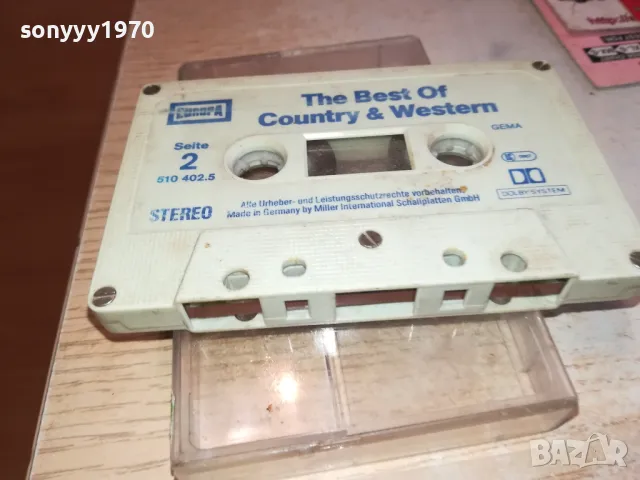 sonyyy1970
EUROPA
The Best Of
Country & Western
GEMA
Seite
2
510 402.5
STEREO
Alle Urheber- und Leistungsschutzrechte vorbehalten
Made in Germany by Miller International Schallplatten GmbH
DOLBY SYSTEM
BAZAR